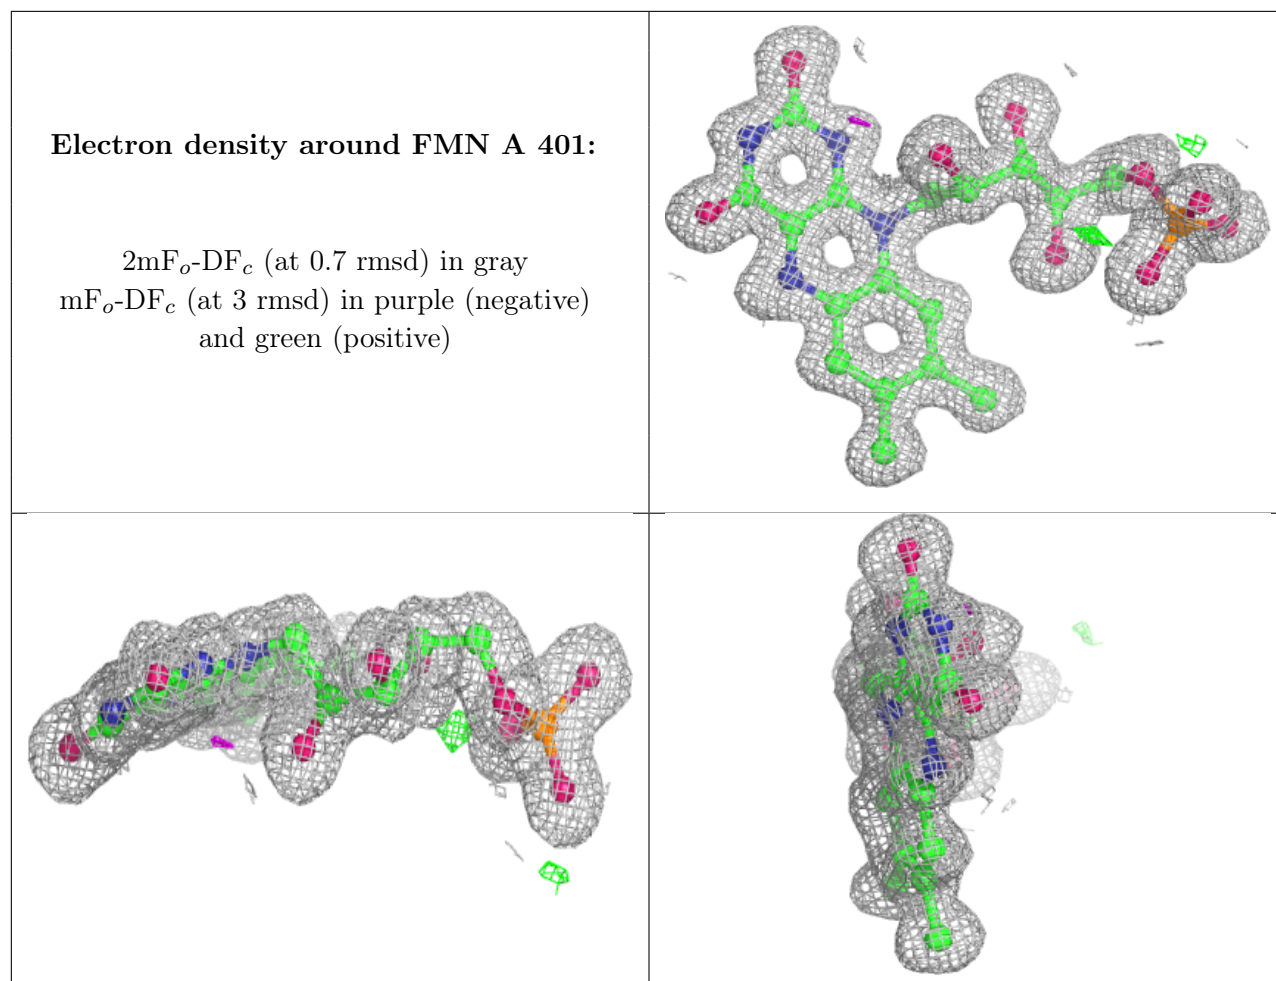 Electron density around FMN A 401:
2mFₒ-DF𝒸 (at 0.7 rmsd) in gray
mFₒ-DF𝒸 (at 3 rmsd) in purple (negative)
and green (positive)